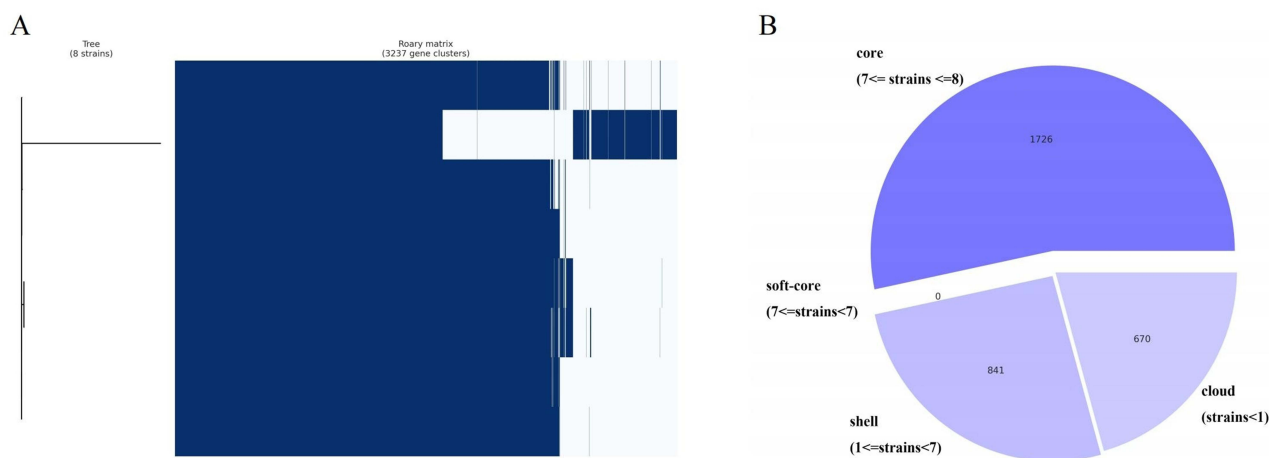 A
Tree
(8 strains)
Roary matrix
(3237 gene clusters)
B
core
(7<= strains <=8)
1726
soft-core
(7<=strains<7)
0
670
841
cloud
(strains<1)
shell
(1<=strains<7)